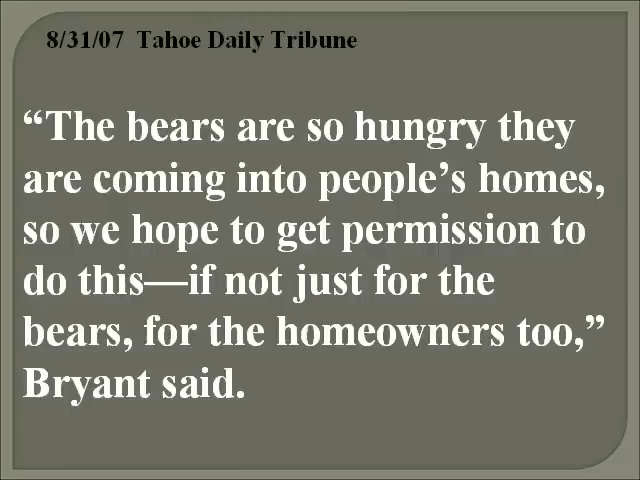 8/31/07  Tahoe Daily Tribune
“The bears are so hungry they
are coming into people’s homes,
so we hope to get permission to
do this—if not just for the
bears, for the homeowners too,”
Bryant said.